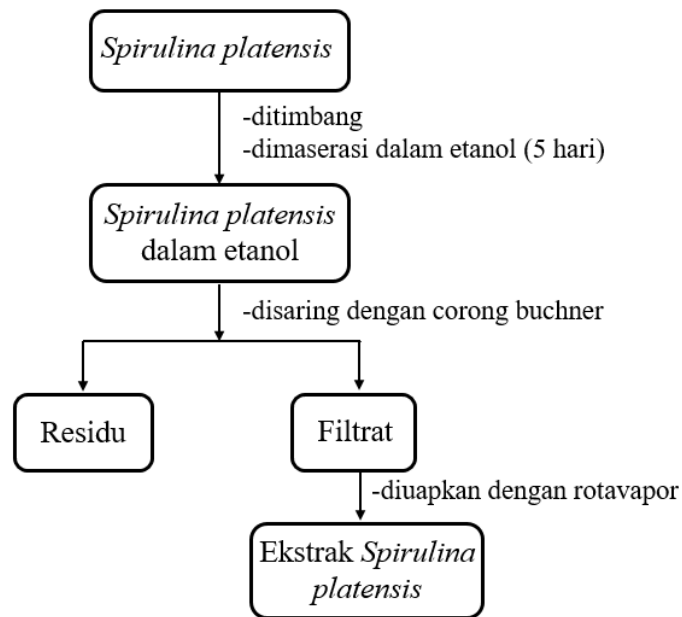 Spirulina platensis
-ditimbang
-dimaserasi dalam etanol (5 hari)
Spirulina platensis
dalam etanol
-disaring dengan corong buchner
Residu
Filtrat
-diuapkan dengan rotavapor
Ekstrak Spirulina
platensis